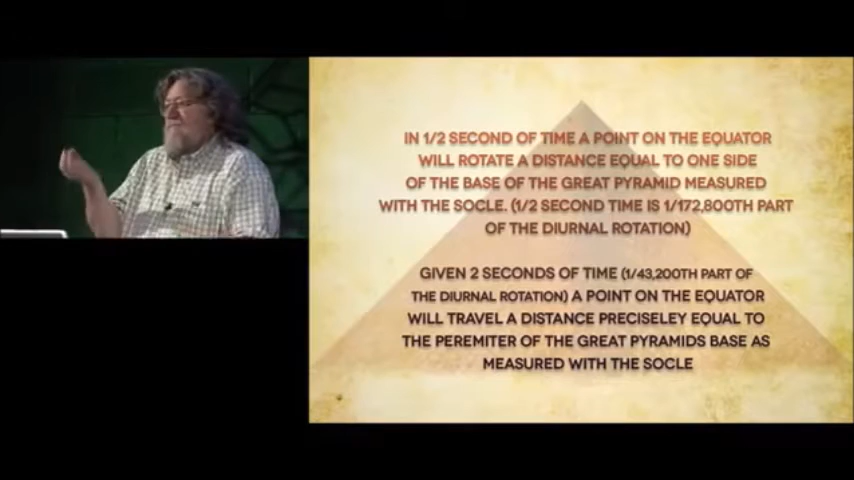 IN 1/2 SECOND OF TIME A POINT ON THE EQUATOR
WILL ROTATE A DISTANCE EQUAL TO ONE SIDE
OF THE BASE OF THE GREAT PYRAMID MEASURED
WITH THE SOCLE. (1/2 SECOND TIME IS 1/172,800TH PART
OF THE DIURNAL ROTATION)
GIVEN 2 SECONDS OF TIME (1/43,200TH PART OF
THE DIURNAL ROTATION) A POINT ON THE EQUATOR
WILL TRAVEL A DISTANCE PRECISELEY EQUAL TO
THE PEREMITER OF THE GREAT PYRAMIDS BASE AS
MEASURED WITH THE SOCLE